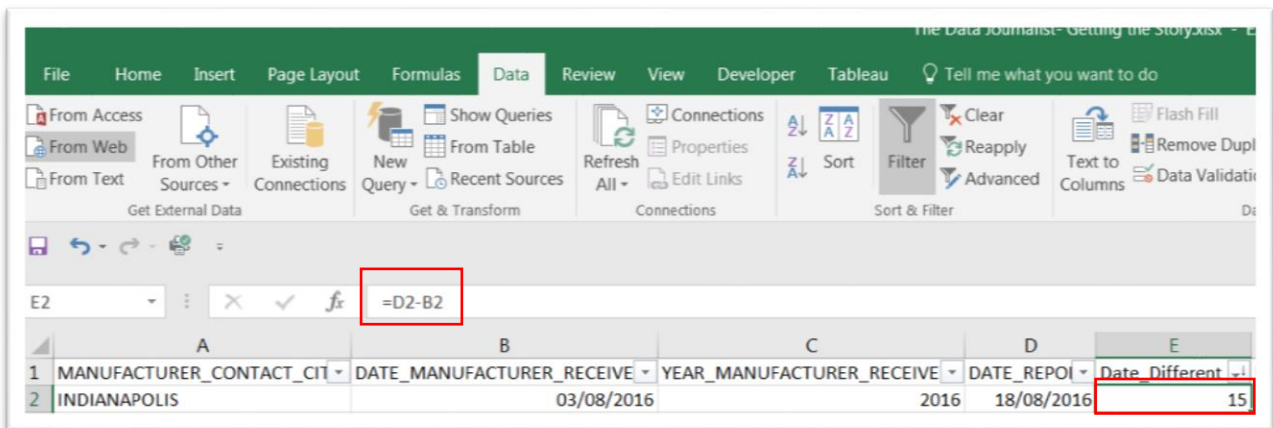 The Data Journalist- Getting the Story.xlsx - E
File Home Insert Page Layout Formulas Data Review View Developer Tableau Tell me what you want to do
From Access
From Web
From Text
From Other
Sources
Existing
Connections
Get External Data
New
Query
Show Queries
From Table
Recent Sources
Get & Transform
Refresh
All
Connections
Properties
Edit Links
Connections
Sort
Filter
Clear
Reapply
Advanced
Sort & Filter
Text to
Columns
Flash Fill
Remove Dupl
Data Validatio
Da
E2 fx =D2-B2
A B C D E
1 MANUFACTURER_CONTACT_CIT DATE_MANUFACTURER_RECEIVE YEAR_MANUFACTURER_RECEIVE DATE_REPO Date_Different
2 INDIANAPOLIS 03/08/2016 2016 18/08/2016 15